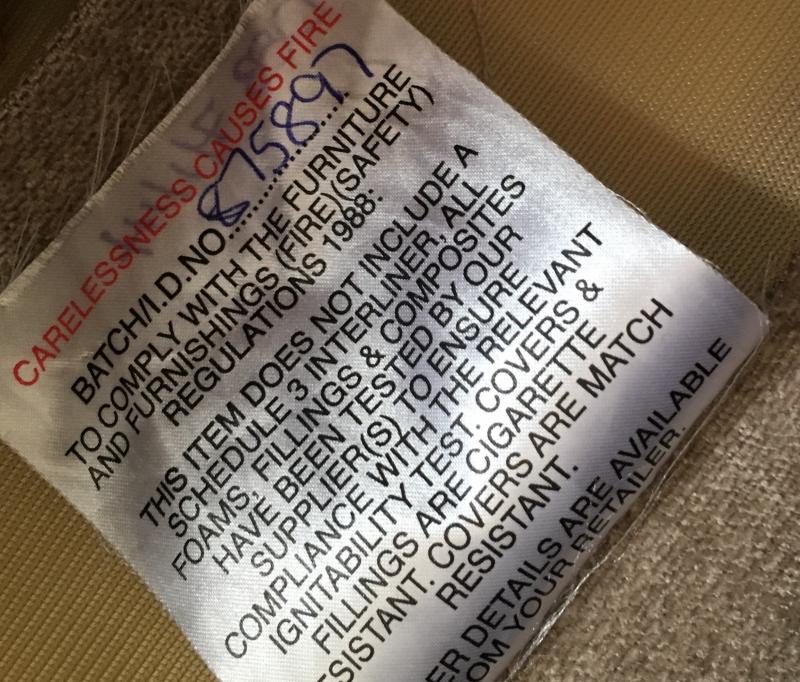 CARELESSNESS CAUSES FIRE
BATCH/I.D.NO.............875897
TO COMPLY WITH THE FURNITURE
AND FURNISHINGS (FIRE)(SAFETY)
REGULATIONS 1988:
THIS ITEM DOES NOT INCLUDE A
SCHEDULE 3 INTERLINER, ALL
FOAMS, FILLINGS & COMPOSITES
HAVE BEEN TESTED BY OUR
SUPPLIER(S) TO ENSURE
COMPLIANCE WITH THE RELEVANT
IGNITABILITY TEST. COVERS &
FILLINGS ARE CIGARETTE
SISTANT. COVERS ARE MATCH
RESISTANT.
ER DETAILS ARE AVAILABLE
OM YOUR RETAILER.